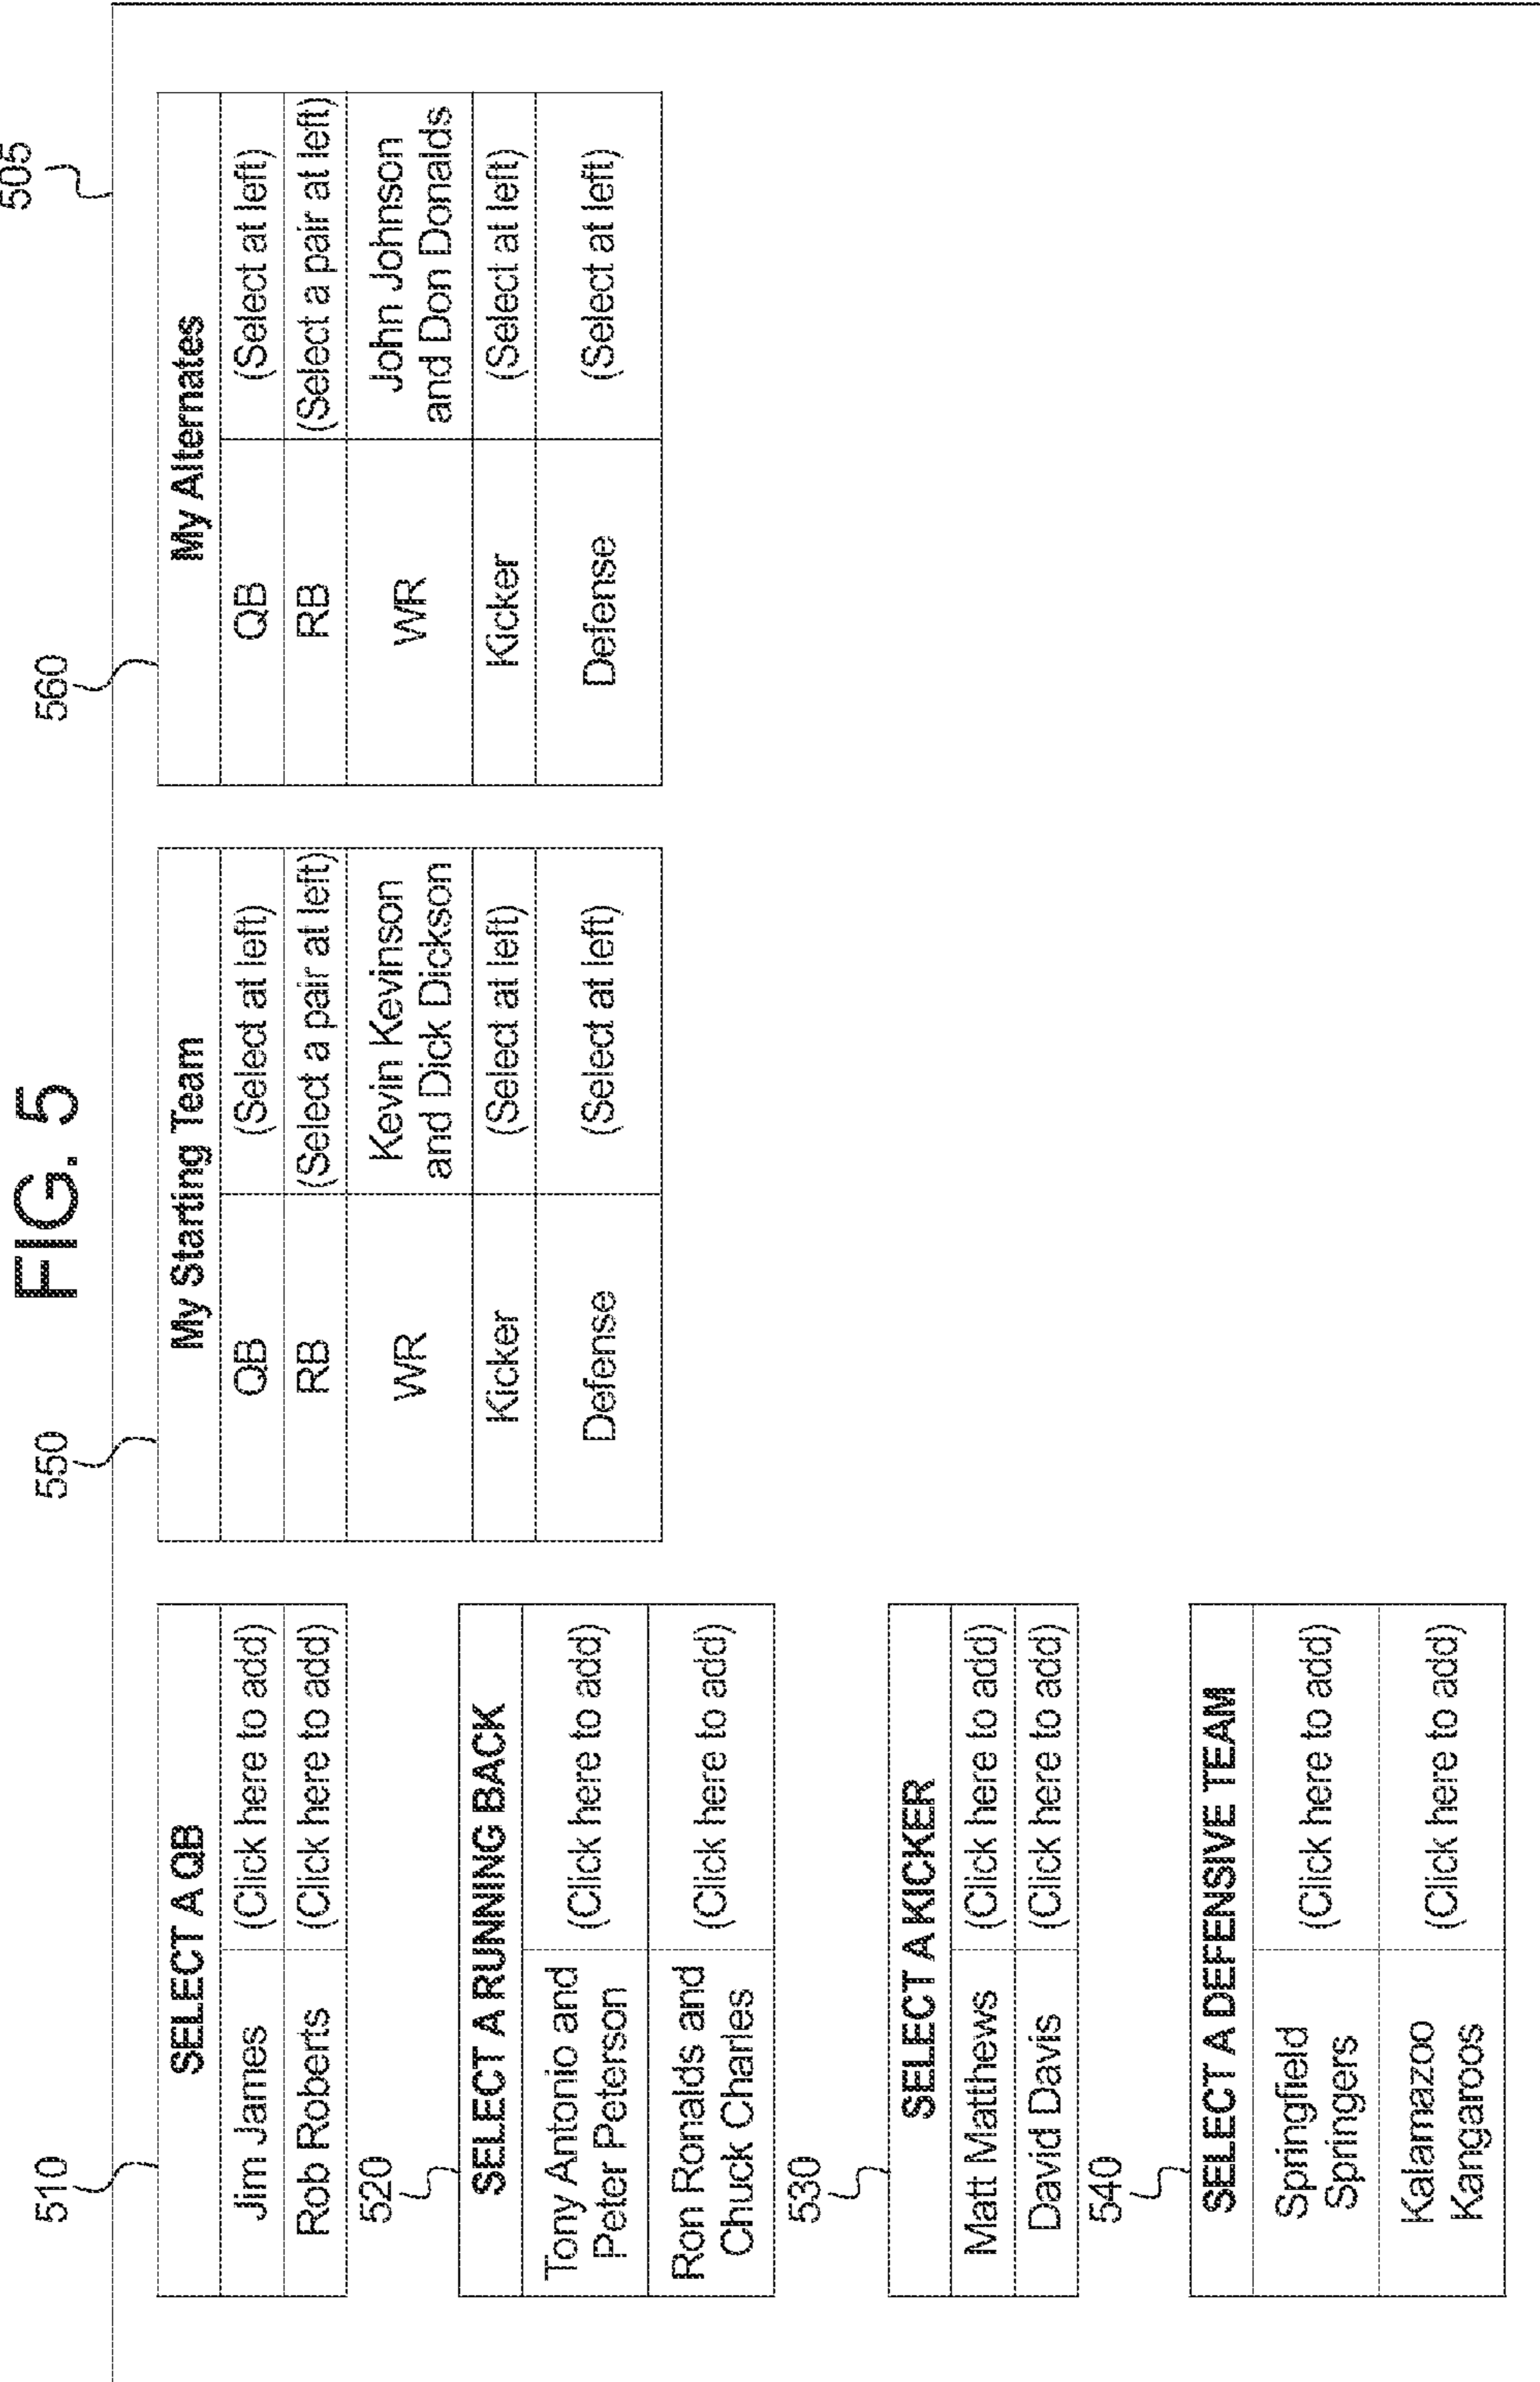 FIG. 5
505
510
SELECT A QB
Jim James (Click here to add)
Rob Roberts (Click here to add)
520
SELECT A RUNNING BACK
Tony Antonio and
Peter Peterson
(Click here to add)
Ron Ronalds and
Chuck Charles
(Click here to add)
530
SELECT A KICKER
Matt Matthews (Click here to add)
David Davis (Click here to add)
540
SELECT A DEFENSIVE TEAM
Springfield
Springers
(Click here to add)
Kalamazoo
Kangaroos
(Click here to add)
550
My Starting Team
QB (Select at left)
RB (Select a pair at left)
WR
Kevin Kevinson
and Dick Dickson
Kicker (Select at left)
Defense (Select at left)
560
My Alternates
QB (Select at left)
RB (Select a pair at left)
WR
John Johnson
and Don Donalds
Kicker (Select at left)
Defense (Select at left)